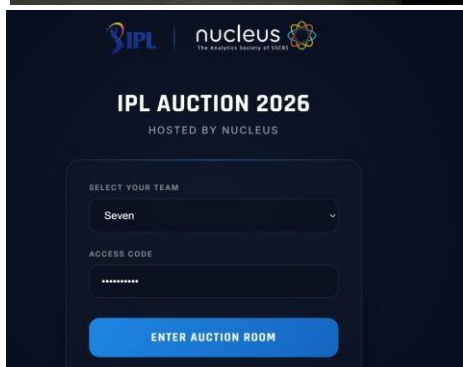 IPL
nucleus
The Analytics Society of SSCBS
IPL AUCTION 2026
HOSTED BY NUCLEUS
SELECT YOUR TEAM
Seven
ACCESS CODE
••••••••••
ENTER AUCTION ROOM